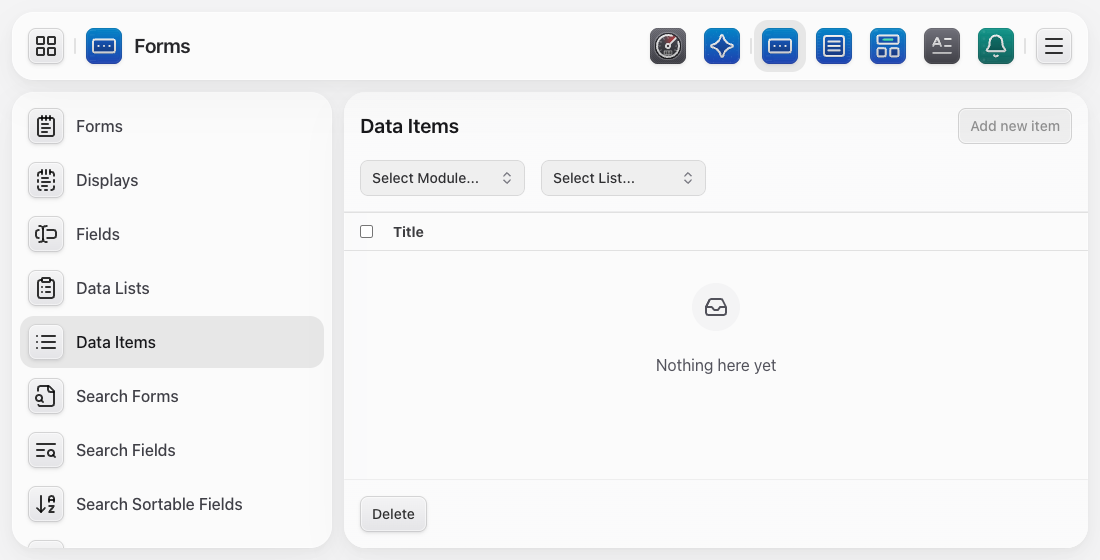 Forms
Forms
Displays
Fields
Data Lists
Data Items
Search Forms
Search Fields
Search Sortable Fields
Data Items
Add new item
Select Module...
Select List...
Title
Nothing here yet
Delete